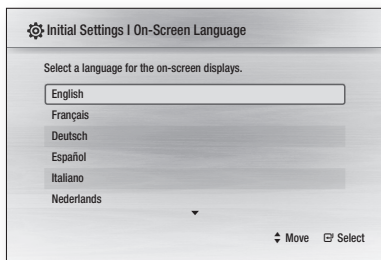 Initial Settings I On-Screen Language
Select a language for the on-screen displays.
English
Français
Deutsch
Español
Italiano
Nederlands
Move Select